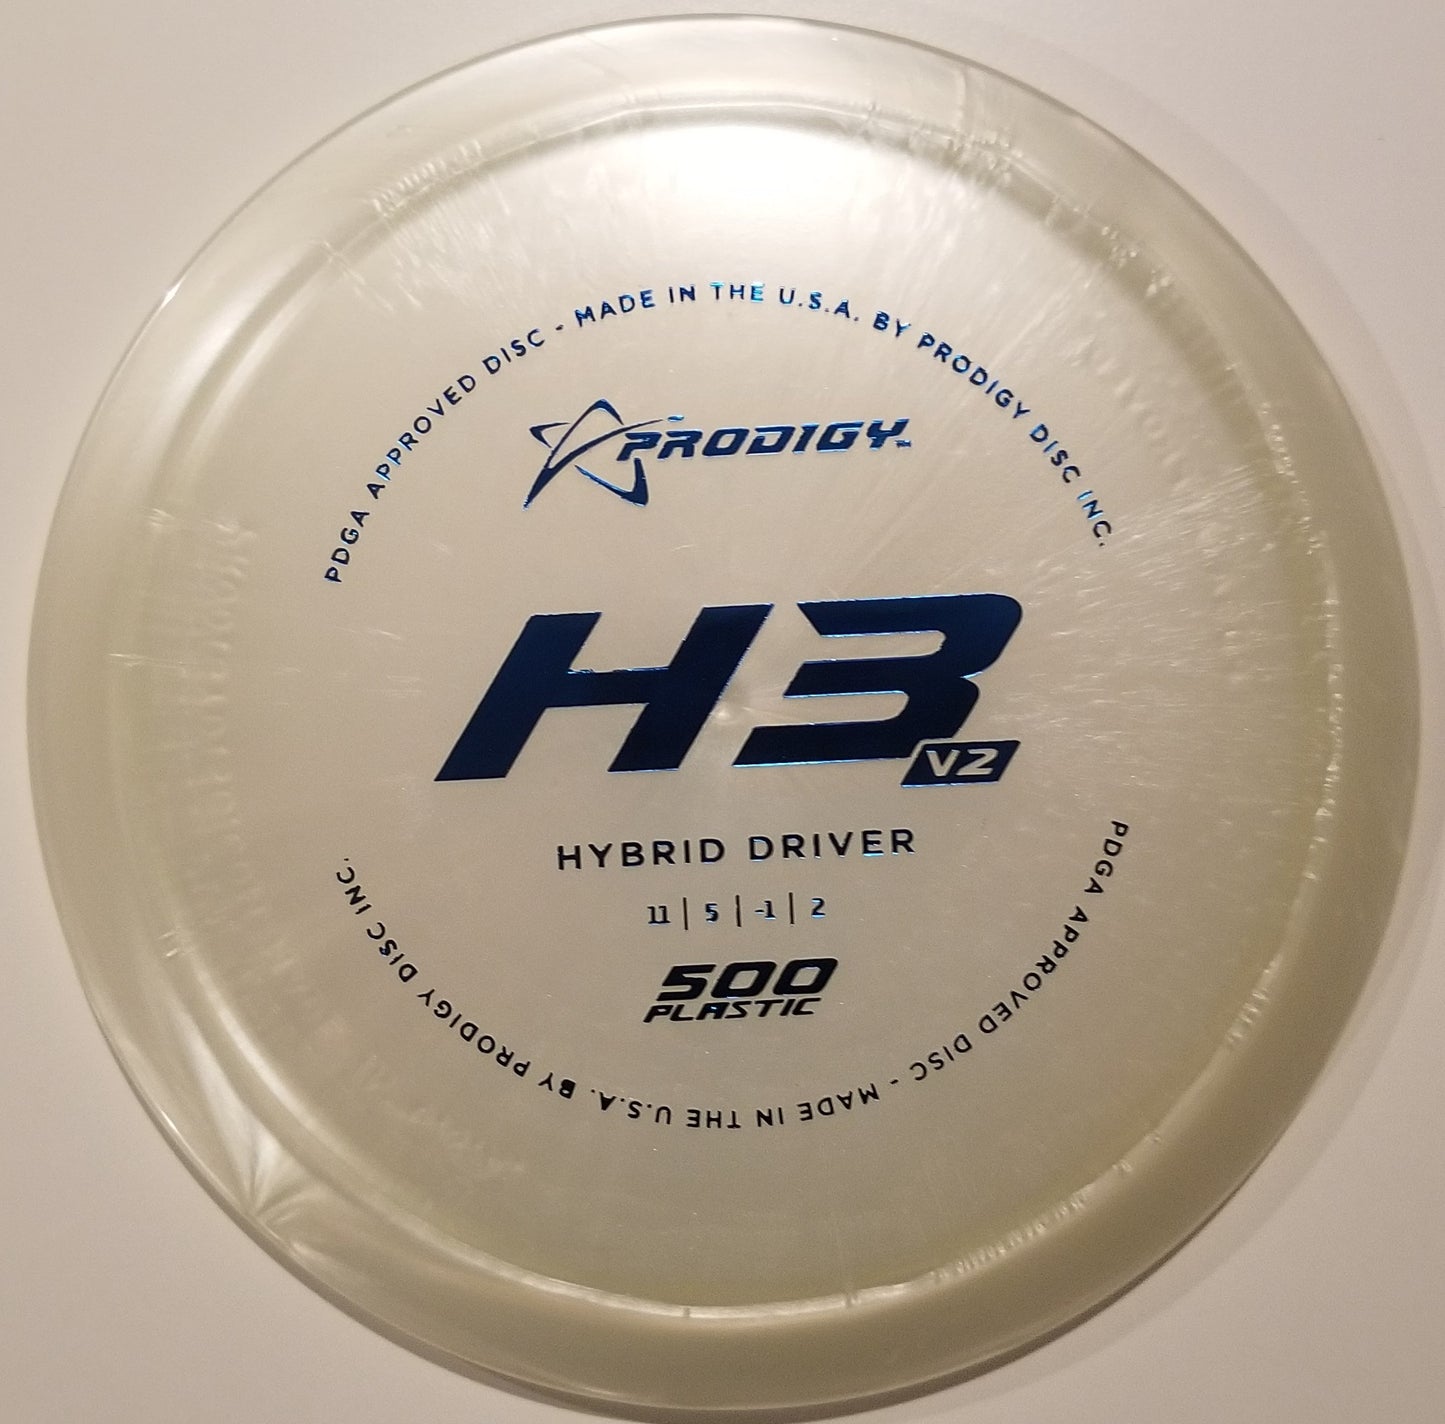 PDGA APPROVED DISC - MADE IN THE U.S.A. BY PRODIGY DISC INC.
PRODIGY™
H3
V2
HYBRID DRIVER
11 | 5 | -1 | 2
500
PLASTIC
PDGA APPROVED DISC - MADE IN THE U.S.A. BY PRODIGY DISC INC.